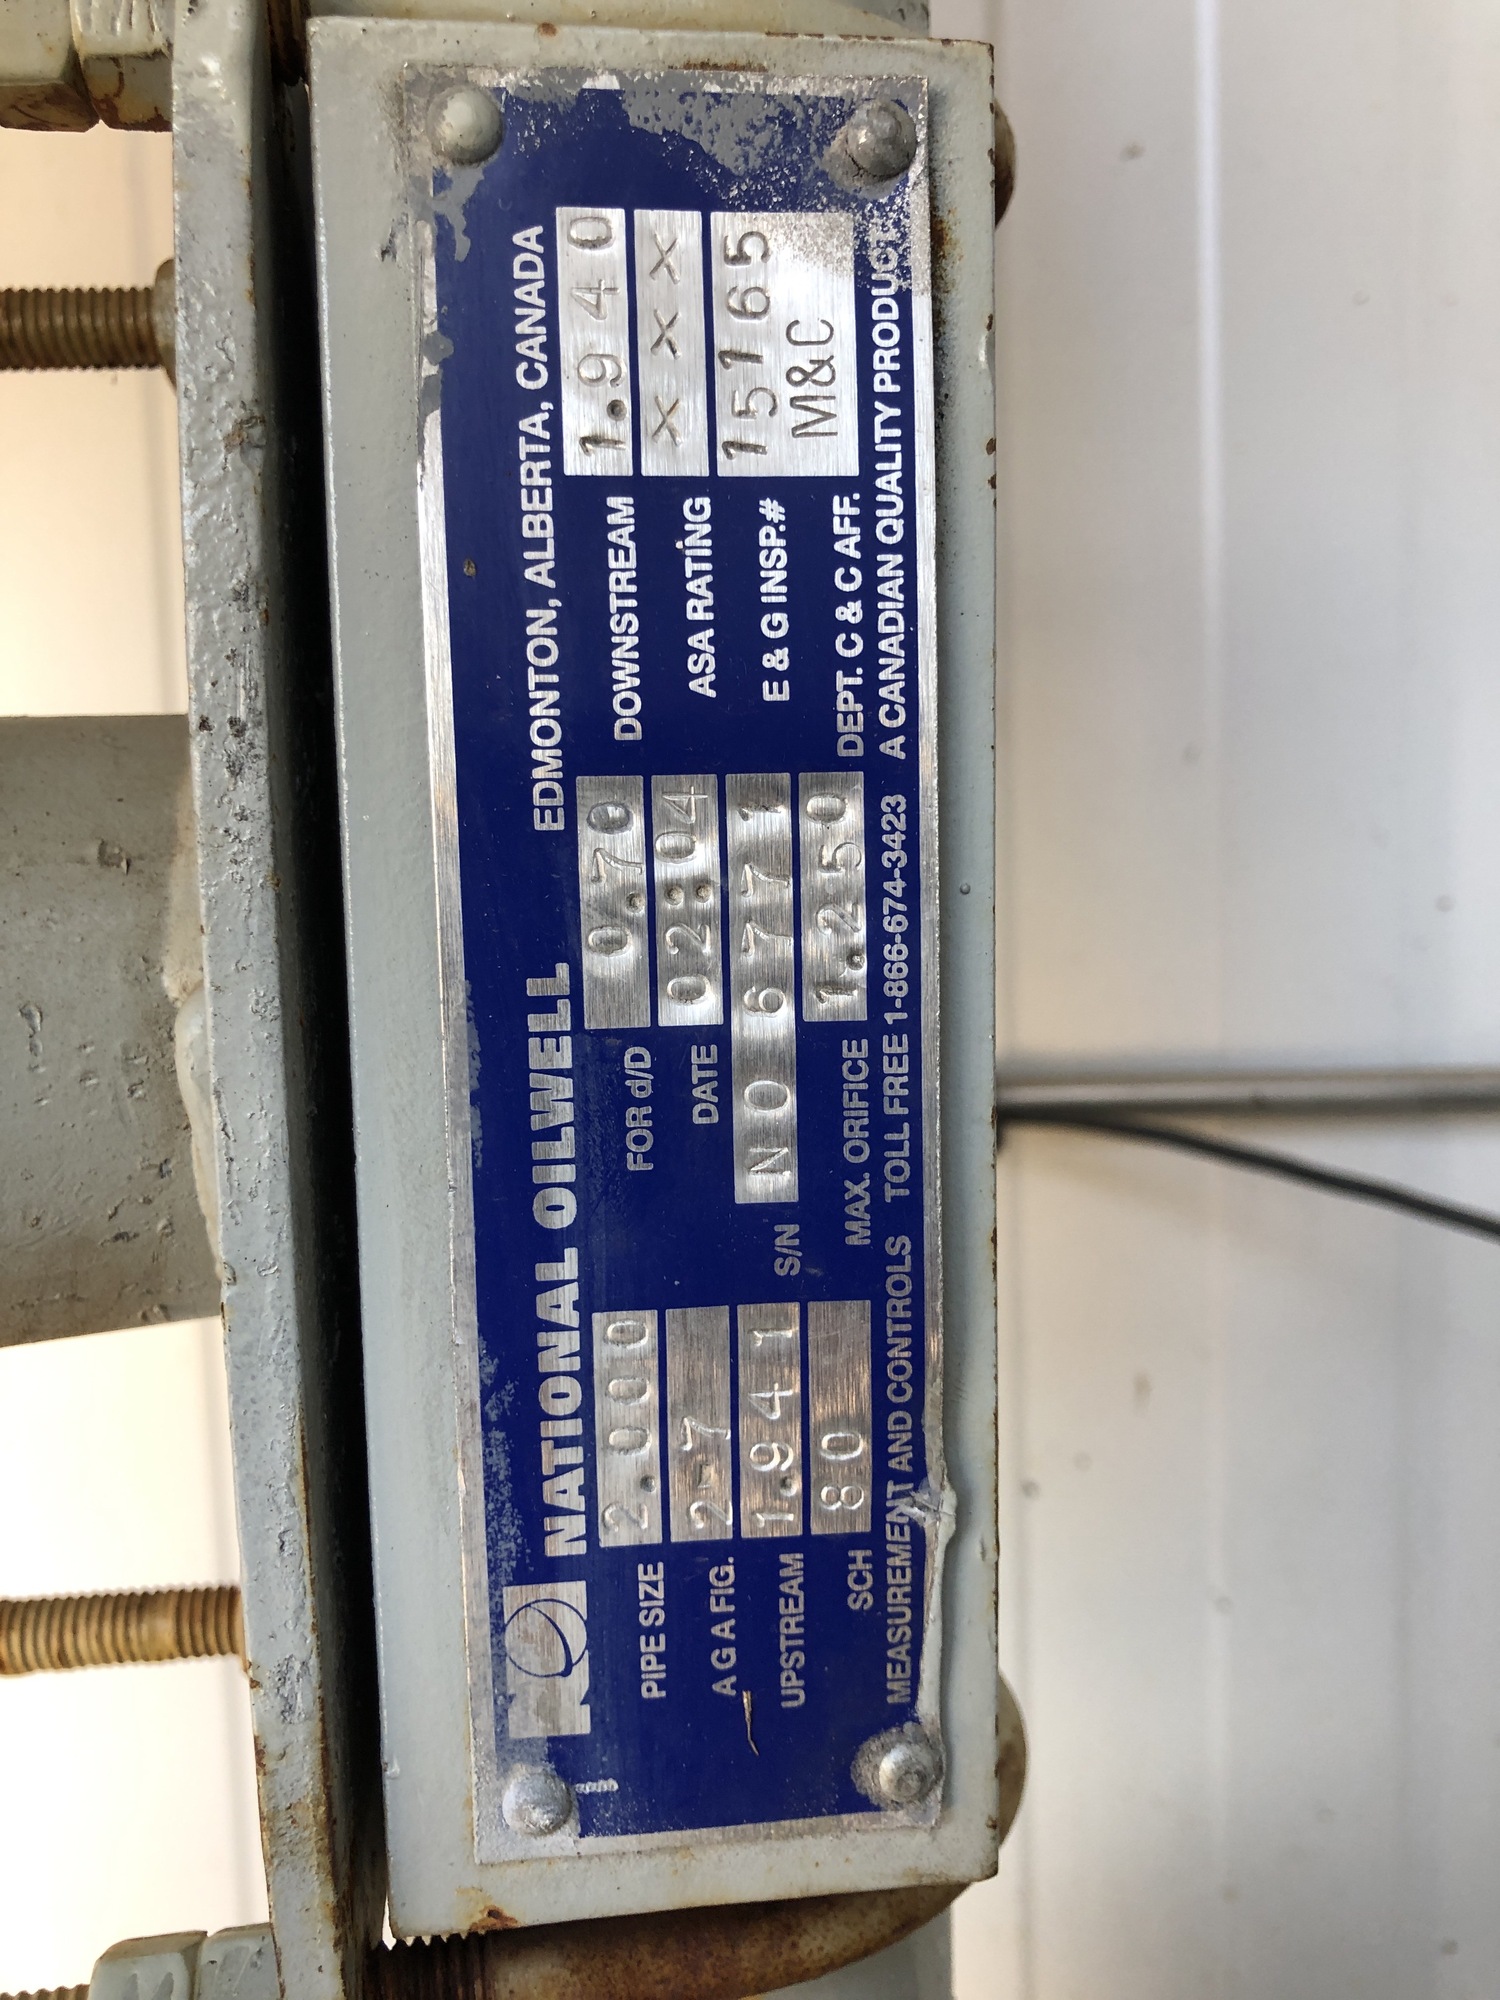 NATIONAL OILWELL EDMONTON, ALBERTA, CANADA
PIPE SIZE 2.000 FOR d/D 0.70 DOWNSTREAM 1.940
A G A FIG. 2-7 DATE 02:04 ASA RATING XXX
UPSTREAM 1.941 S/N NO 6771 E & G INSP.# 15165
SCH 80 MAX. ORIFICE 1.250 DEPT. C & C AFF. M&C
MEASUREMENT AND CONTROLS TOLL FREE 1-866-674-3423 A CANADIAN QUALITY PRODUCT